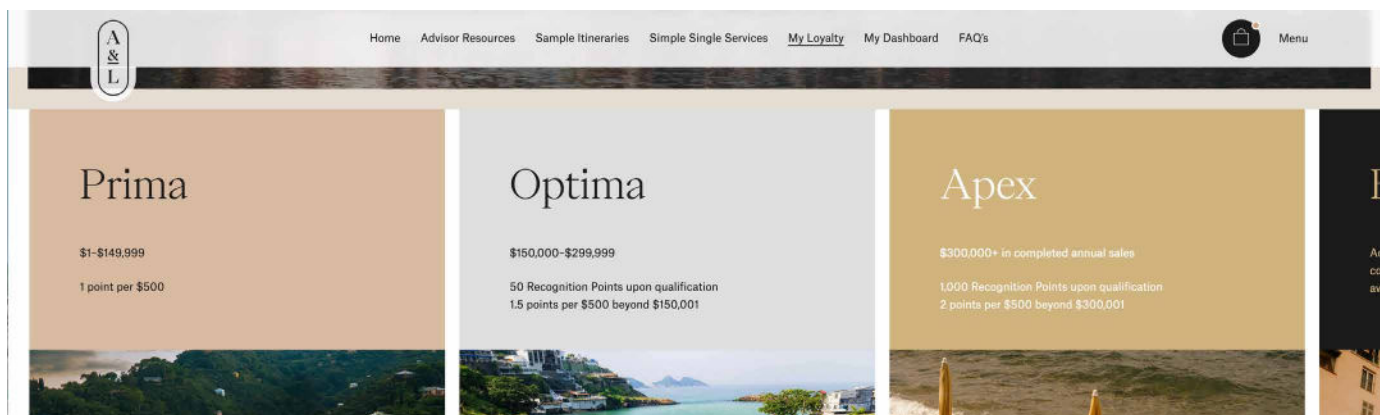 A
&
L
Home Advisor Resources Sample Itineraries Simple Single Services My Loyalty My Dashboard FAQ's Menu
Prima
$1–$149,999
1 point per $500
Optima
$150,000–$299,999
50 Recognition Points upon qualification
1.5 points per $500 beyond $150,001
Apex
$300,000+ in completed annual sales
1,000 Recognition Points upon qualification
2 points per $500 beyond $300,001